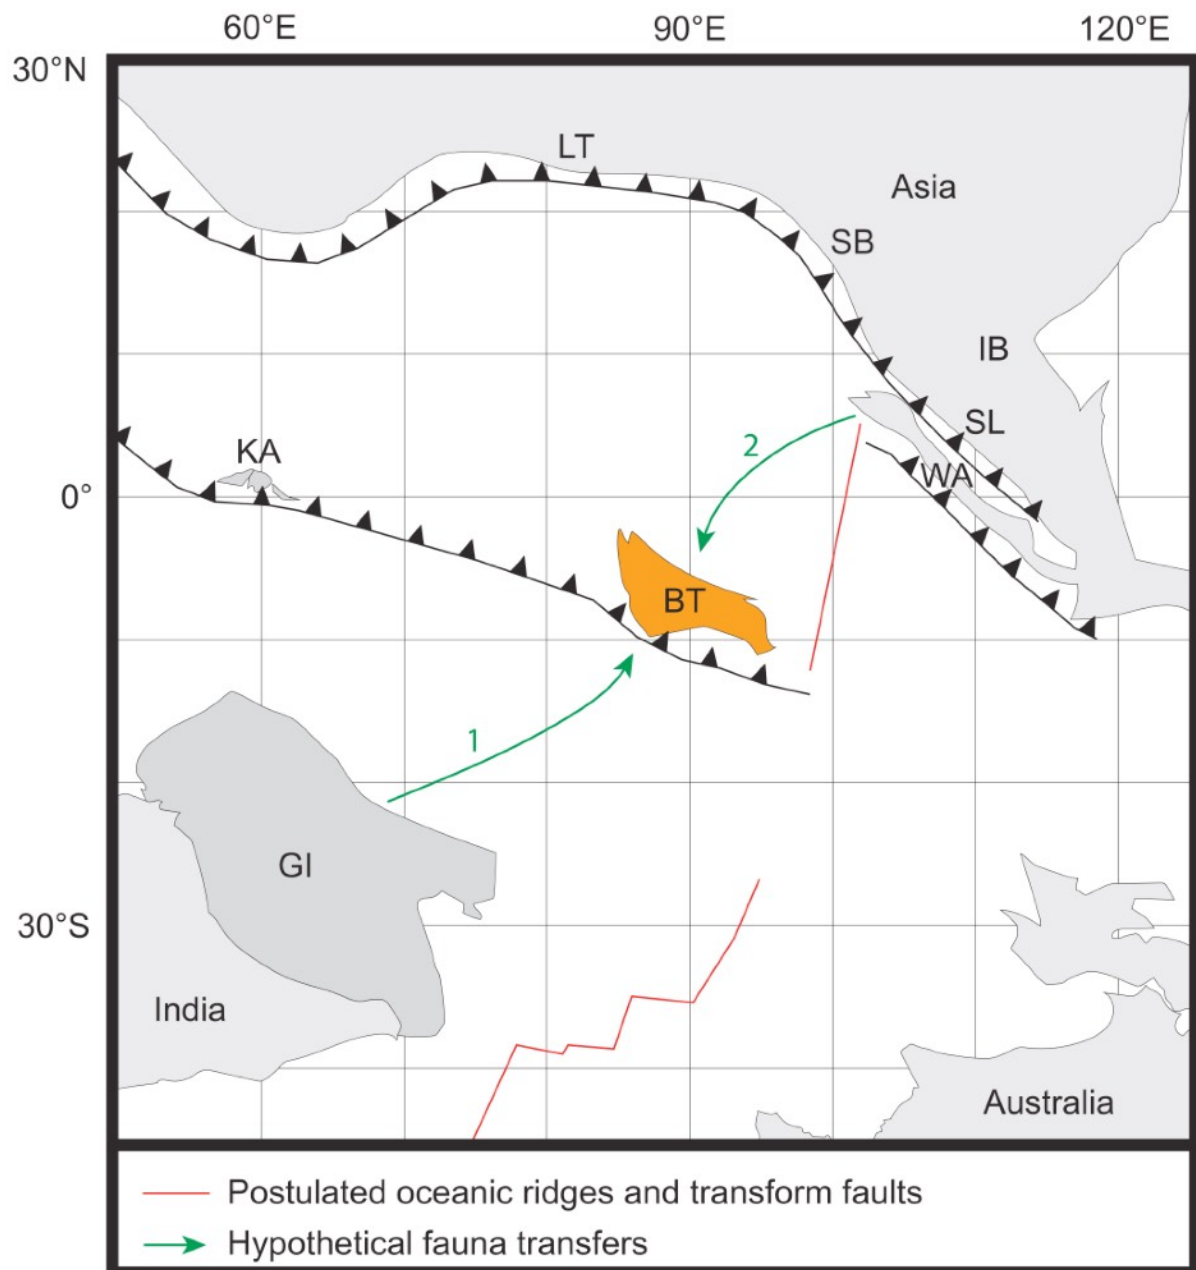 60°E 90°E 120°E
30°N
LT
Asia
SB
IB
SL
2
KA
WA
0°
BT
1
GI
30°S
India
Australia
Postulated oceanic ridges and transform faults
Hypothetical fauna transfers